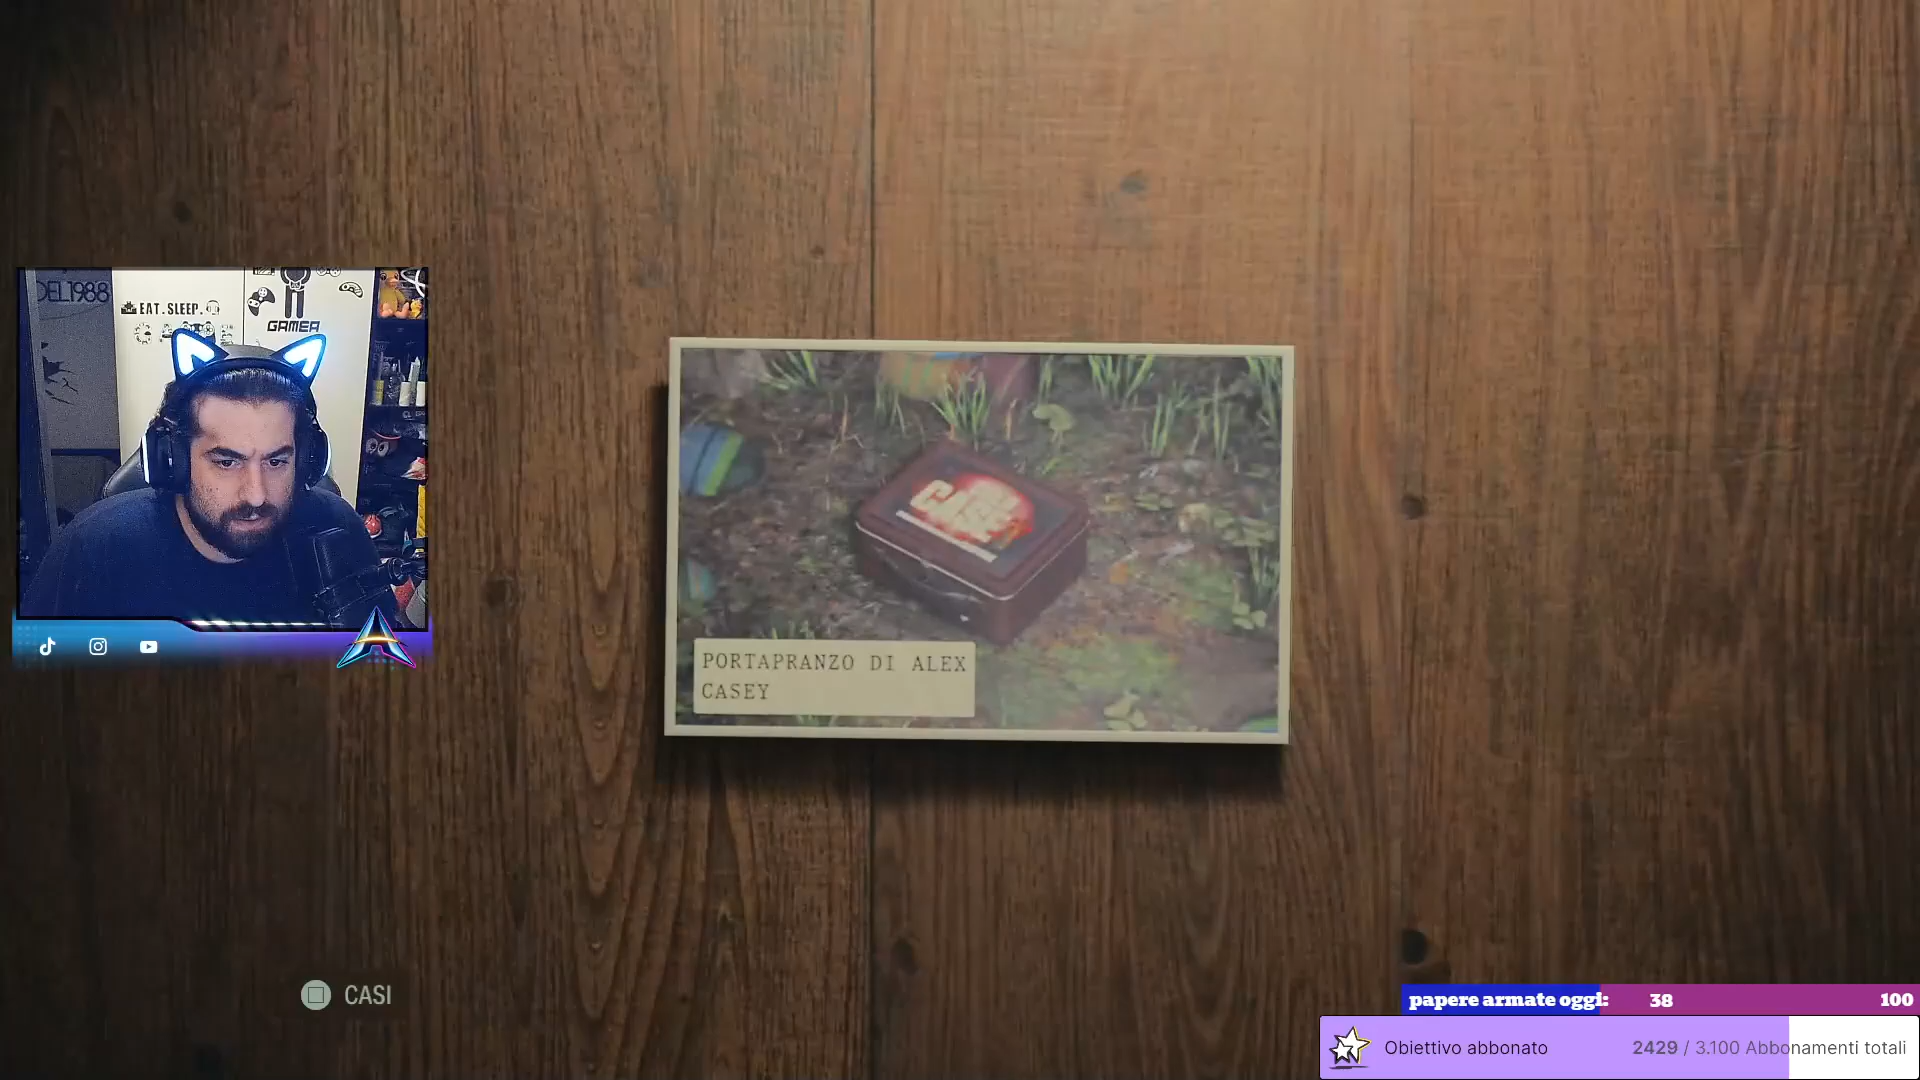 DEL1988
EAT.SLEEP.
GAMER
CASEY
PORTAPRANZO DI ALEX
CASEY
CASI
papere armate oggi: 38 100
Obiettivo abbonato 2429 / 3.100 Abbonamenti totali